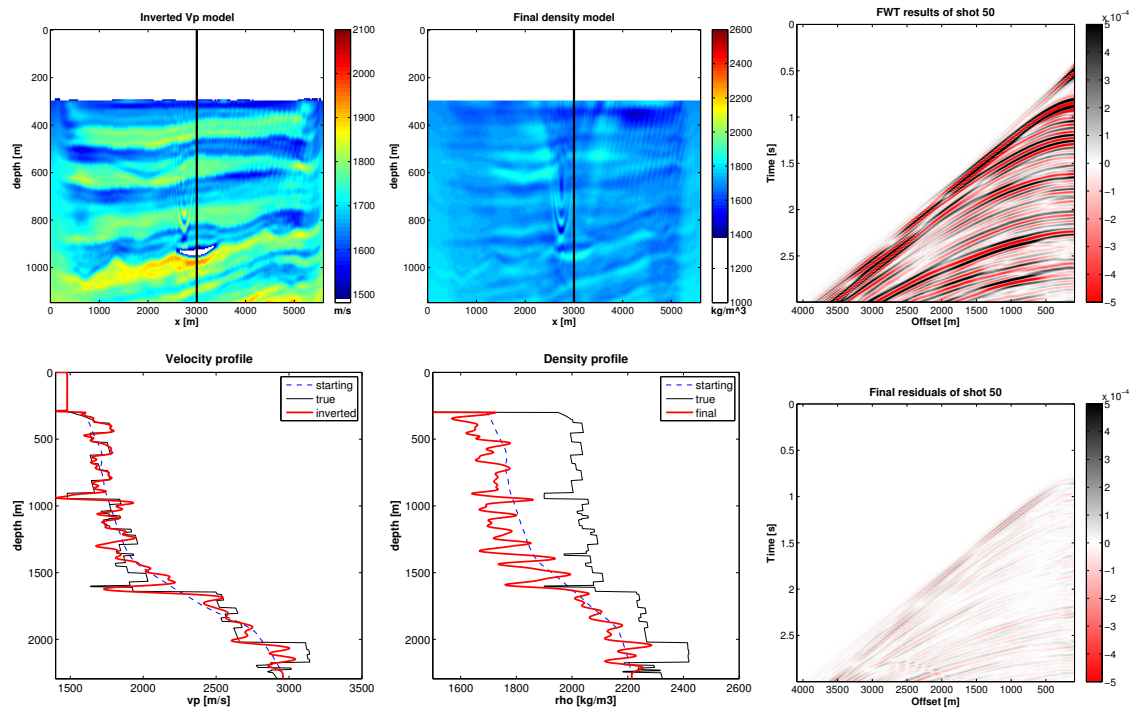 Inverted Vp model
0
200
400
600
800
1000
depth [m]
0 1000 2000 3000 4000 5000
x [m]
2100
2000
1900
1800
1700
1600
1500
m/s
Final density model
0
200
400
600
800
1000
depth [m]
0 1000 2000 3000 4000 5000
x [m]
2600
2400
2200
2000
1800
1600
1400
1200
1000
kg/m^3
FWT results of shot 50
0
0.5
1
1.5
2
2.5
Time [s]
4000 3500 3000 2500 2000 1500 1000 500
Offset [m]
x 10⁻⁴
5
4
3
2
1
0
−1
−2
−3
−4
−5
Velocity profile
starting
true
inverted
0
500
1000
1500
2000
depth [m]
1500 2000 2500 3000 3500
vp [m/s]
Density profile
starting
true
final
0
500
1000
1500
2000
depth [m]
1600 1800 2000 2200 2400 2600
rho [kg/m3]
Final residuals of shot 50
0
0.5
1
1.5
2
2.5
Time [s]
4000 3500 3000 2500 2000 1500 1000 500
Offset [m]
x 10⁻⁴
5
4
3
2
1
0
−1
−2
−3
−4
−5